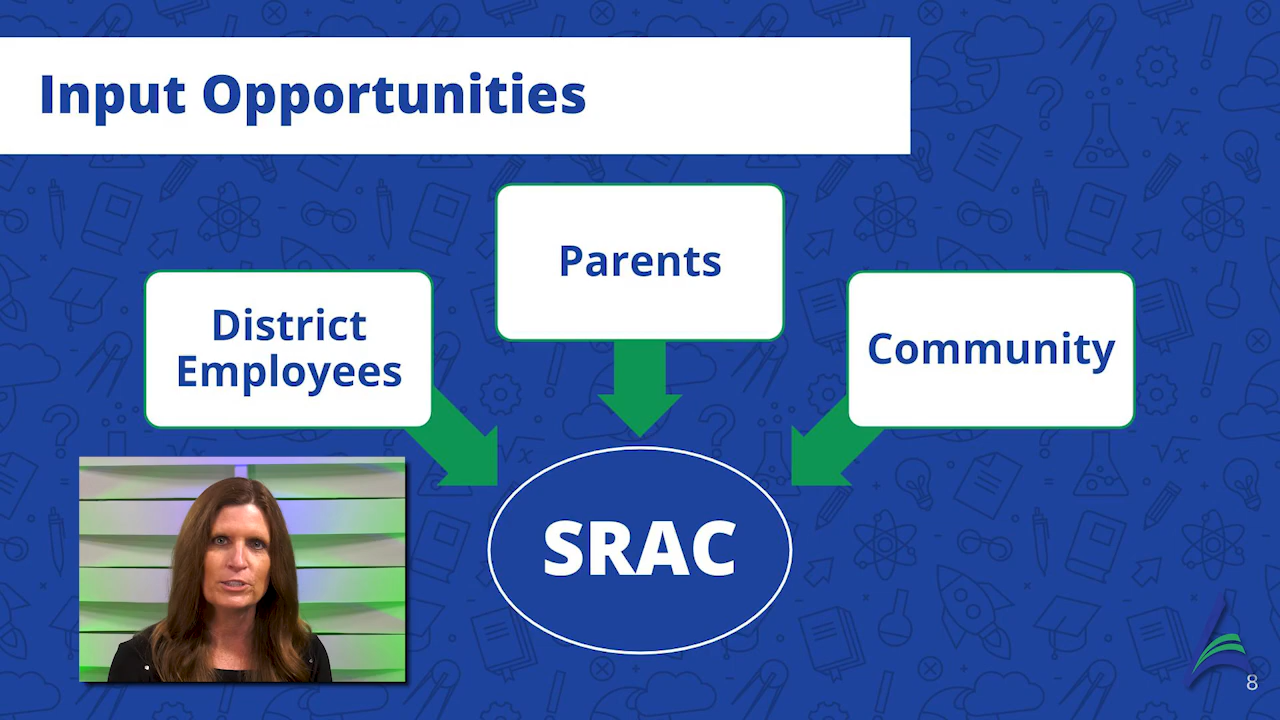 Input Opportunities
Parents
District
Employees
Community
SRAC
8